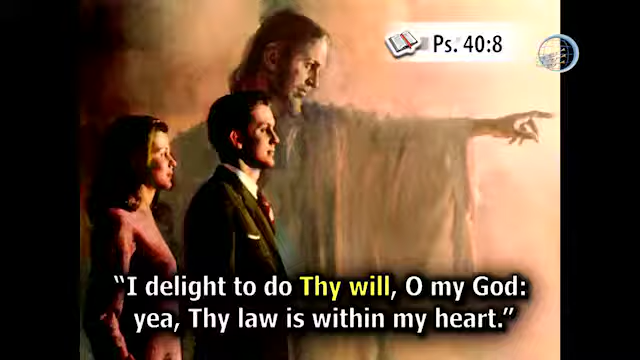 Ps. 40:8
“I delight to do Thy will, O my God:
yea, Thy law is within my heart.”